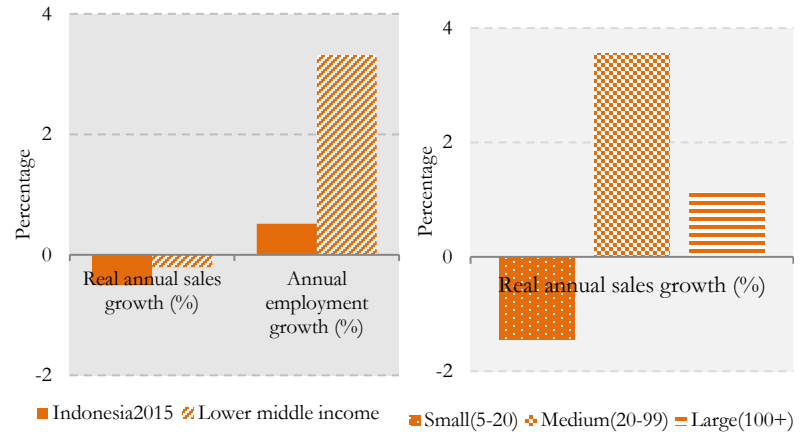 4
2
0
-2
Percentage
Real annual sales
growth (%)
Annual
employment
growth (%)
Indonesia2015 Lower middle income
4
2
0
-2
Percentage
Real annual sales growth (%)
Small(5-20) Medium(20-99) Large(100+)